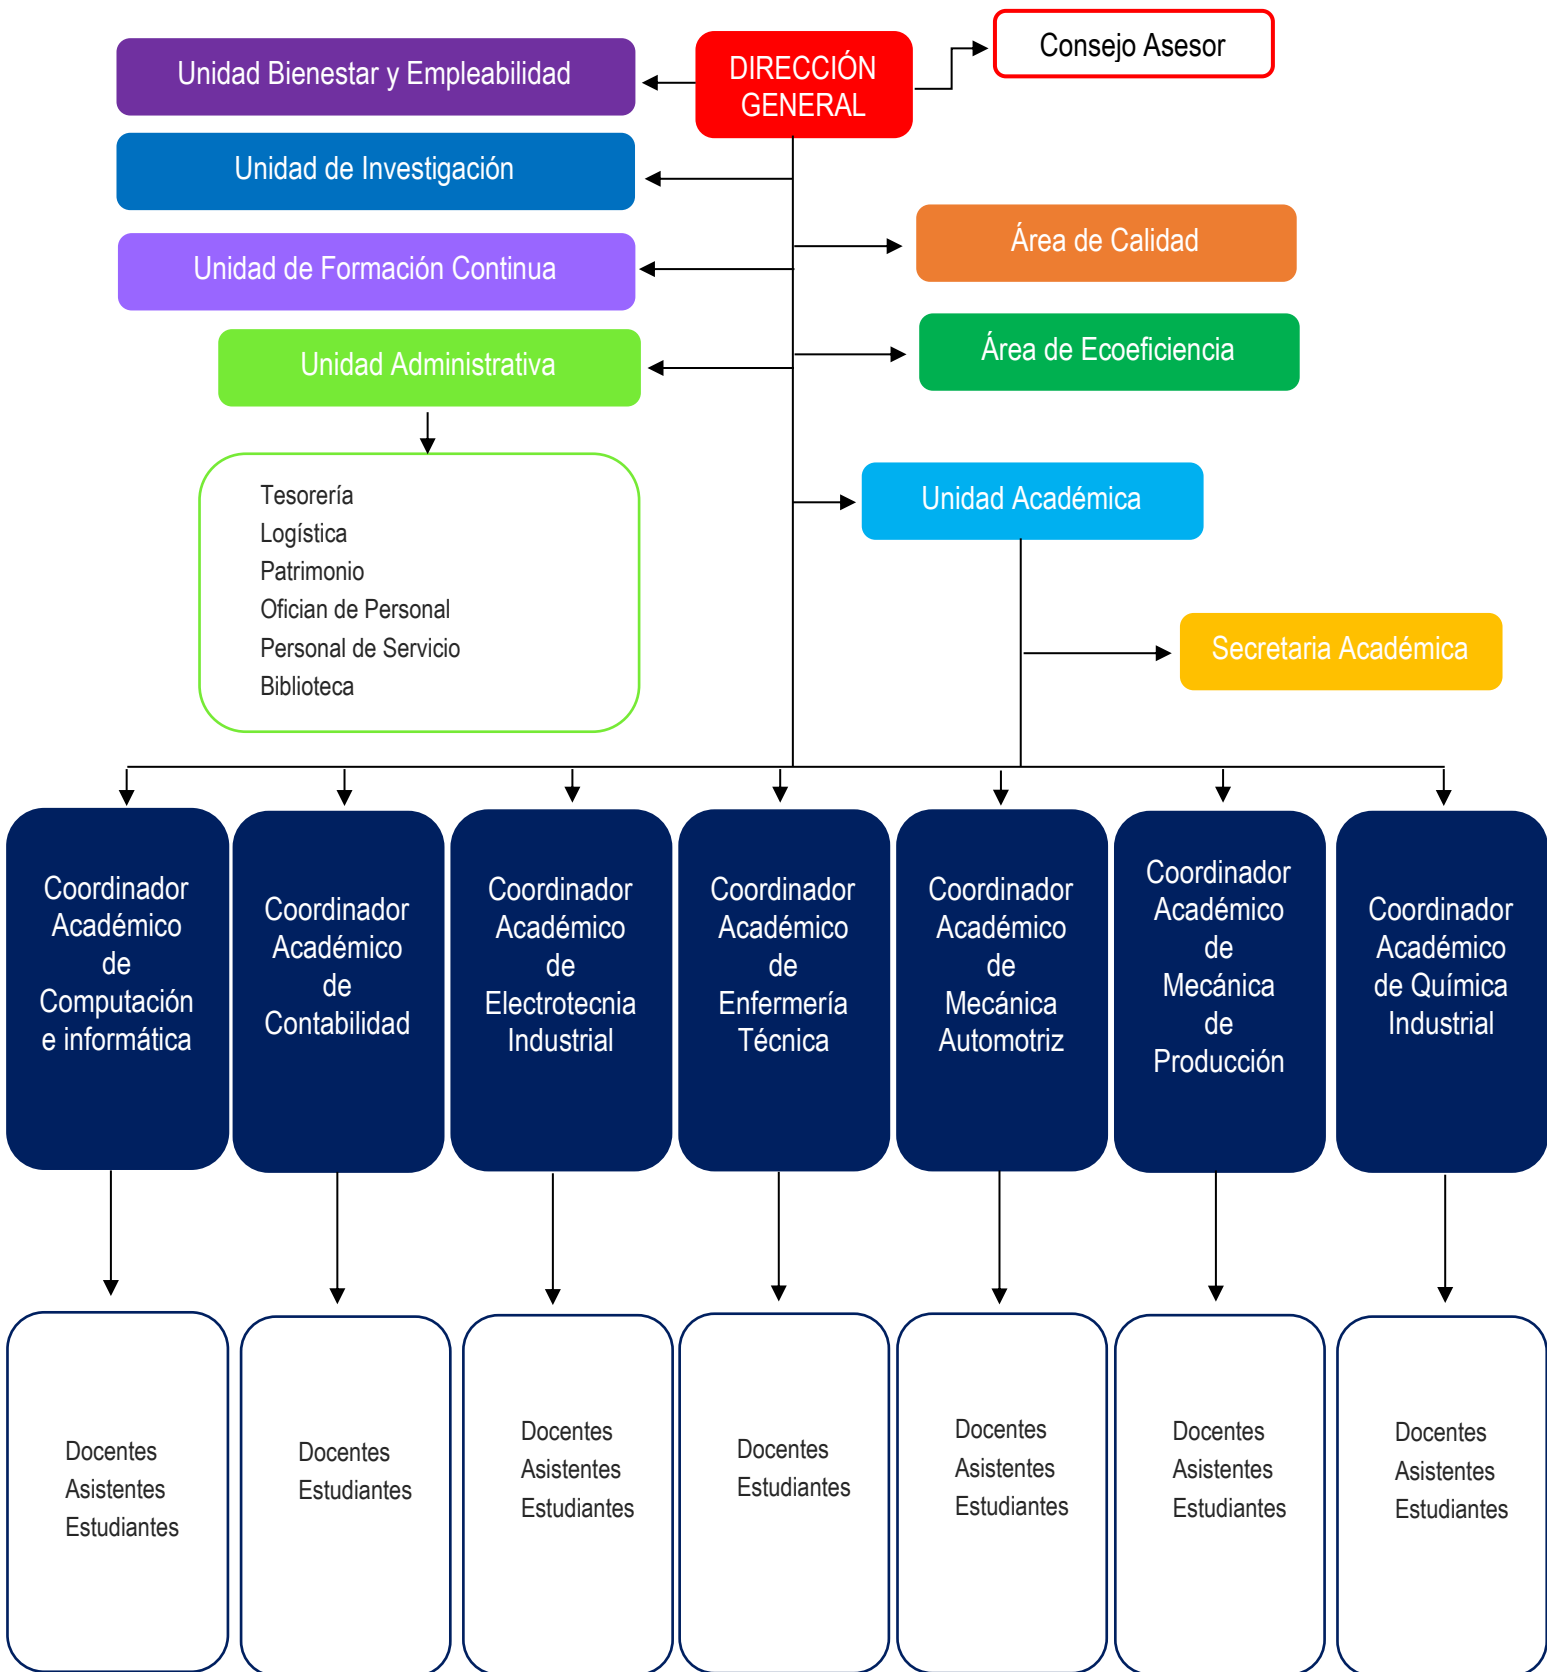 Consejo Asesor
DIRECCIÓN
GENERAL
Unidad Bienestar y Empleabilidad
Unidad de Investigación
Área de Calidad
Unidad de Formación Continua
Área de Ecoeficiencia
Unidad Administrativa
Tesorería
Logística
Patrimonio
Ofician de Personal
Personal de Servicio
Biblioteca
Unidad Académica
Secretaria Académica
Coordinador
Académico
de
Computación
e informática
Coordinador
Académico
de
Contabilidad
Coordinador
Académico
de
Electrotecnia
Industrial
Coordinador
Académico
de
Enfermería
Técnica
Coordinador
Académico
de
Mecánica
Automotriz
Coordinador
Académico
de
Mecánica
de
Producción
Coordinador
Académico
de Química
Industrial
Docentes
Asistentes
Estudiantes
Docentes
Estudiantes
Docentes
Asistentes
Estudiantes
Docentes
Estudiantes
Docentes
Asistentes
Estudiantes
Docentes
Asistentes
Estudiantes
Docentes
Asistentes
Estudiantes